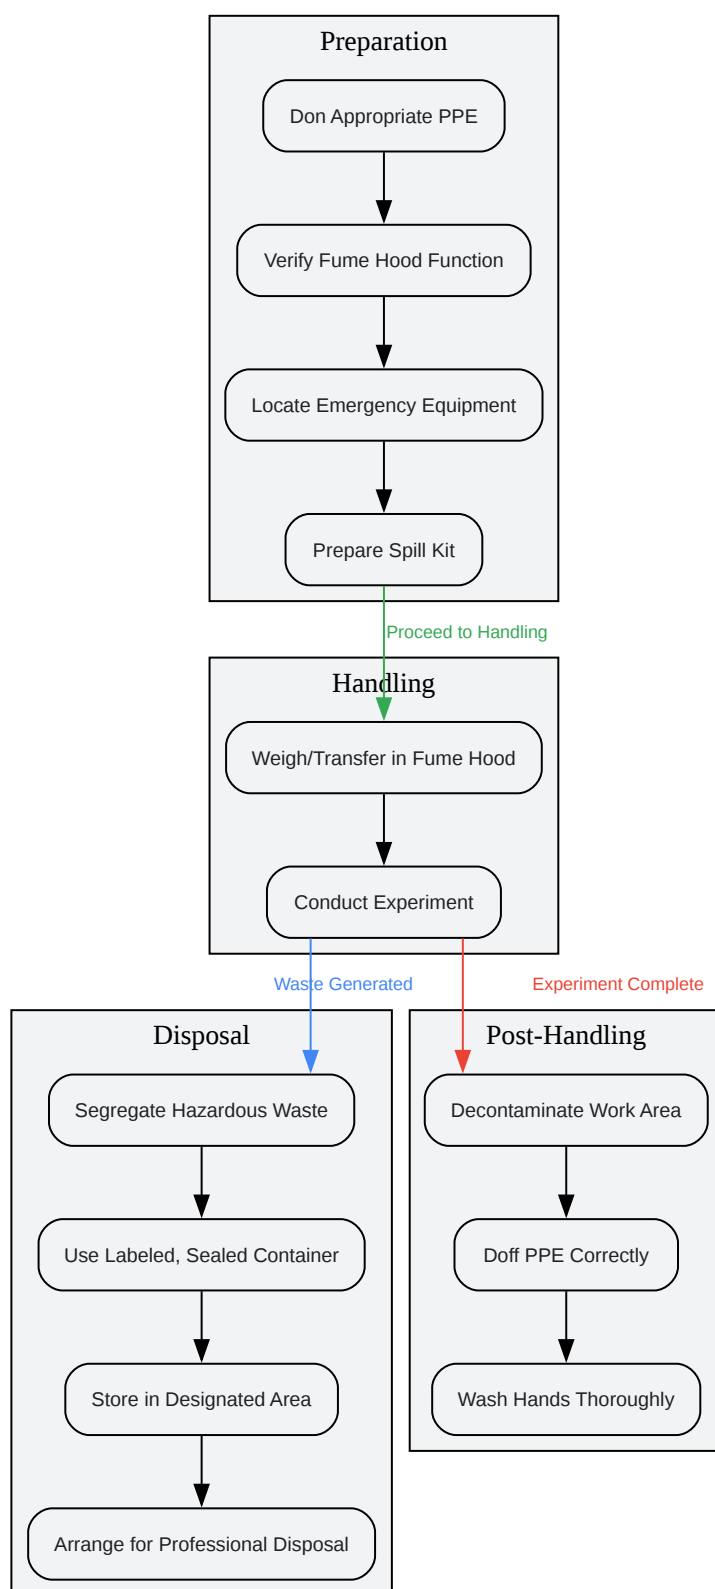 Preparation
Don Appropriate PPE
Verify Fume Hood Function
Locate Emergency Equipment
Prepare Spill Kit
Proceed to Handling
Handling
Weigh/Transfer in Fume Hood
Conduct Experiment
Waste Generated
Experiment Complete
Disposal
Segregate Hazardous Waste
Use Labeled, Sealed Container
Store in Designated Area
Arrange for Professional Disposal
Post-Handling
Decontaminate Work Area
Doff PPE Correctly
Wash Hands Thoroughly